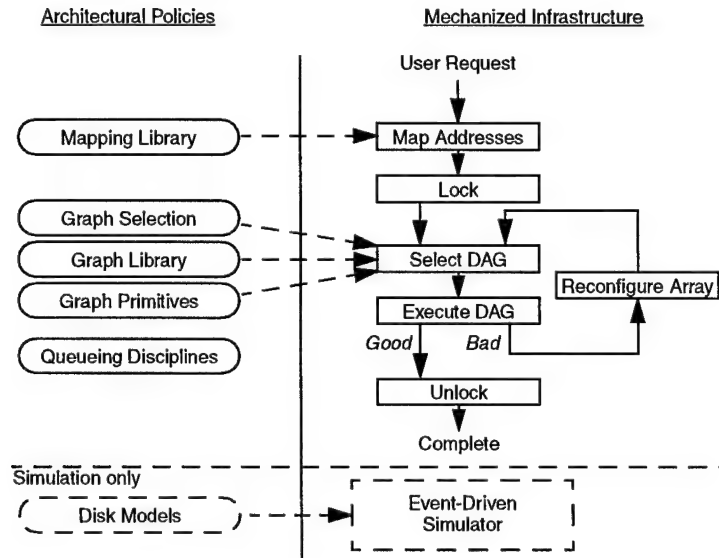 Architectural Policies
Mechanized Infrastructure
User Request
Mapping Library
Map Addresses
Lock
Graph Selection
Graph Library
Select DAG
Graph Primitives
Reconfigure Array
Execute DAG
Good
Bad
Queueing Disciplines
Unlock
Complete
Simulation only
Disk Models
Event-Driven
Simulator